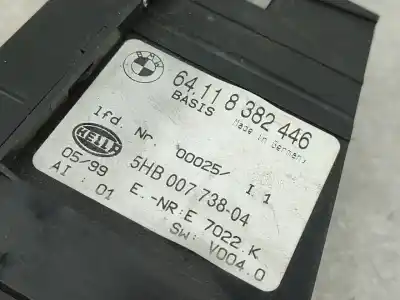 BMW
64.11 8 382 446
BASIS Made in Germany
lfd. Nr. 00025/ I 1
HELLA 5HB 007 738-04
05/99 E.-NR:E 7022.K
AI : 01 SW: V004.0